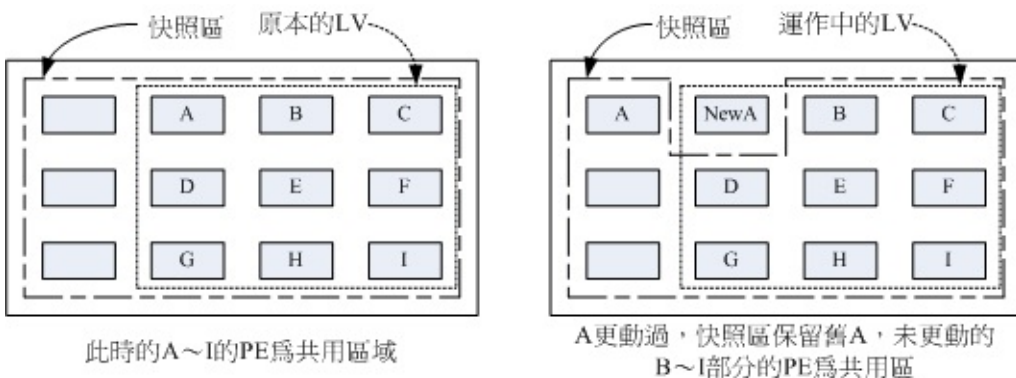 快照區 原本的LV
A B C
D E F
G H I
此時的A～I的PE為共用區域
快照區 運作中的LV
A NewA B C
D E F
G H I
A更動過，快照區保留舊A，未更動的
B～I部分的PE為共用區